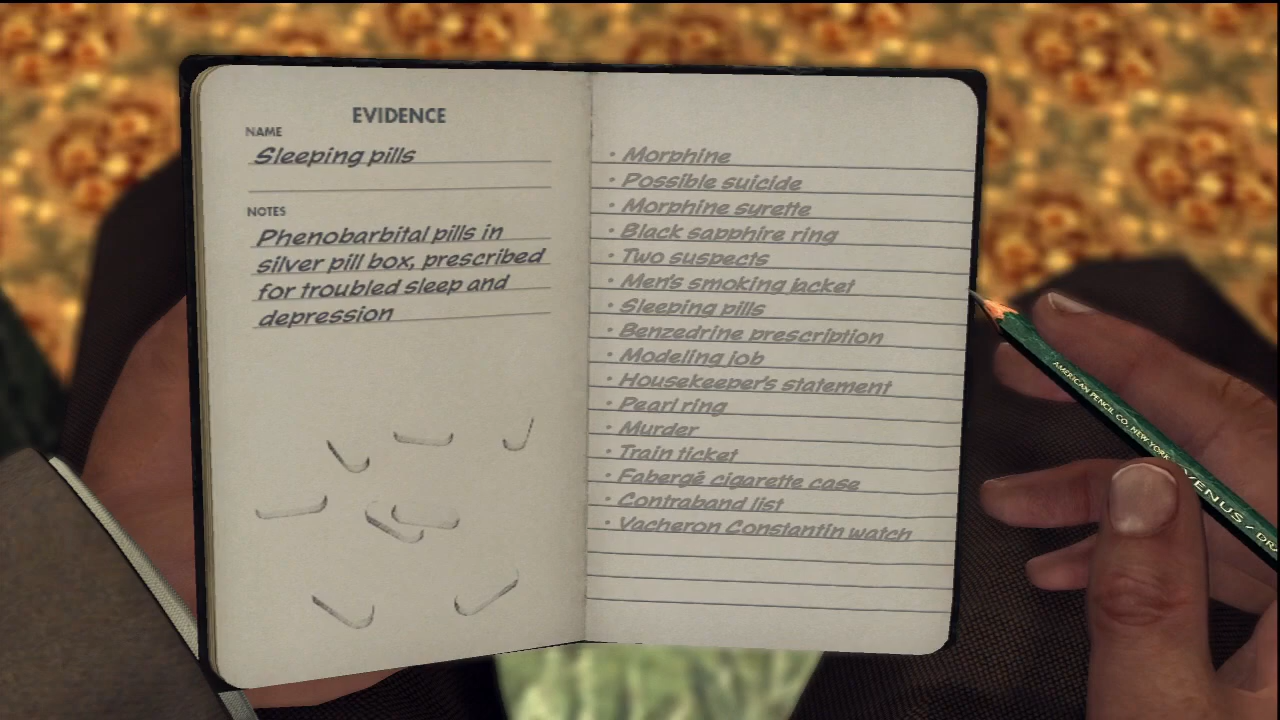 EVIDENCE
NAME
Sleeping pills
NOTES
Phenobarbital pills in
silver pill box, prescribed
for troubled sleep and
depression
• Morphine
• Possible suicide
• Morphine syrette
• Black sapphire ring
• Two suspects
• Men's smoking jacket
• Sleeping pills
• Benzedrine prescription
• Modeling job
• Housekeeper's statement
• Pearl ring
• Murder
• Train ticket
• Fabergé cigarette case
• Contraband list
• Vacheron Constantin watch
AMERICAN PENCIL CO. NEW YORK
VENUS / DRA